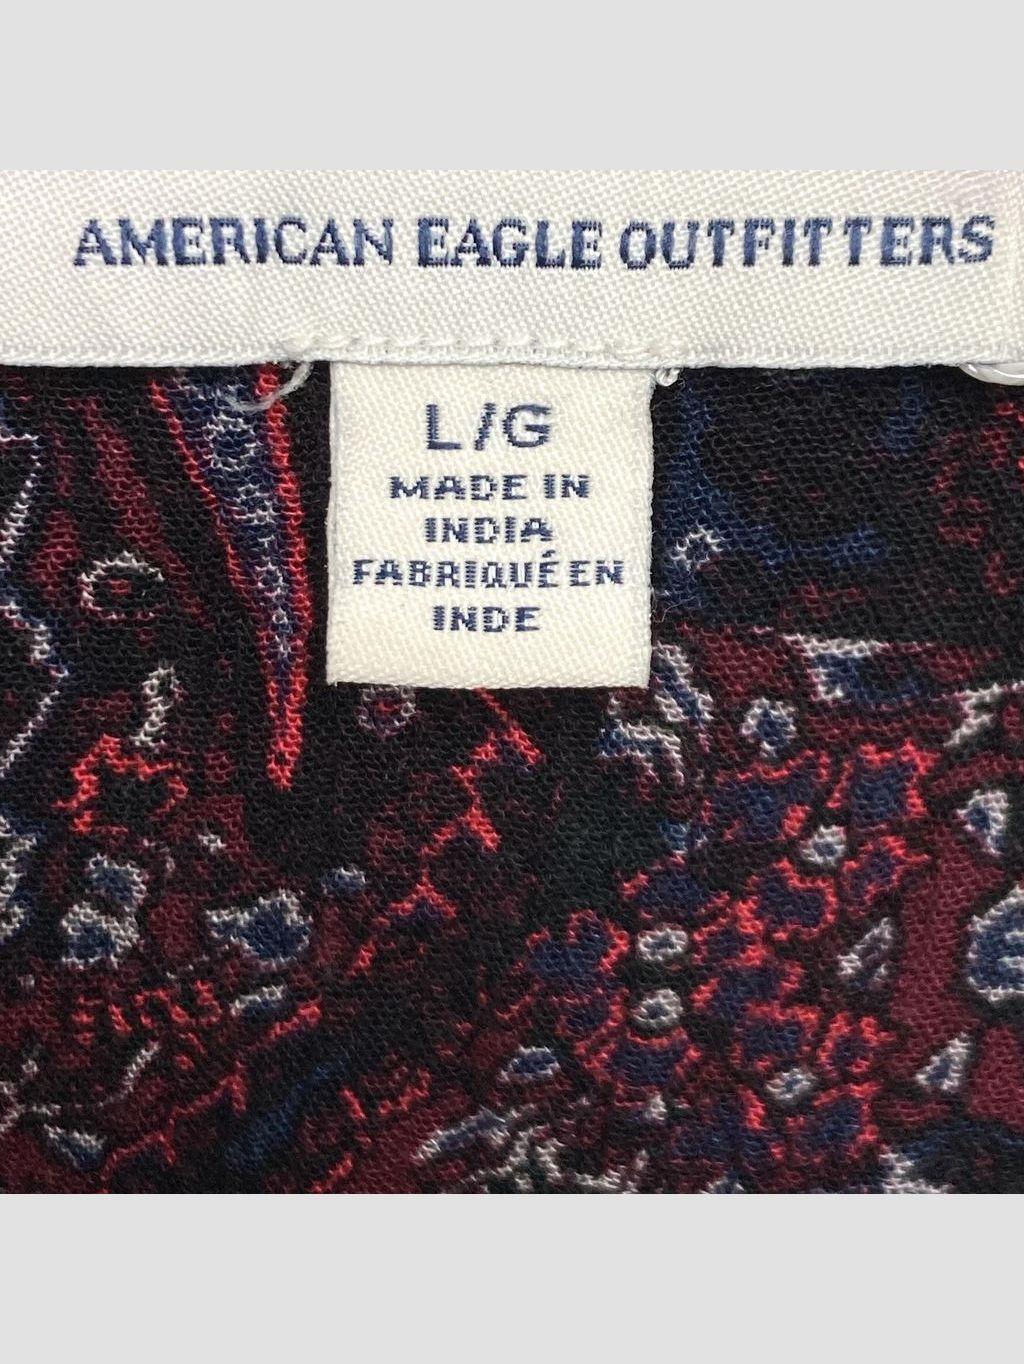 AMERICAN EAGLE OUTFITTERS
L/G
MADE IN
INDIA
FABRIQUÉ EN
INDE